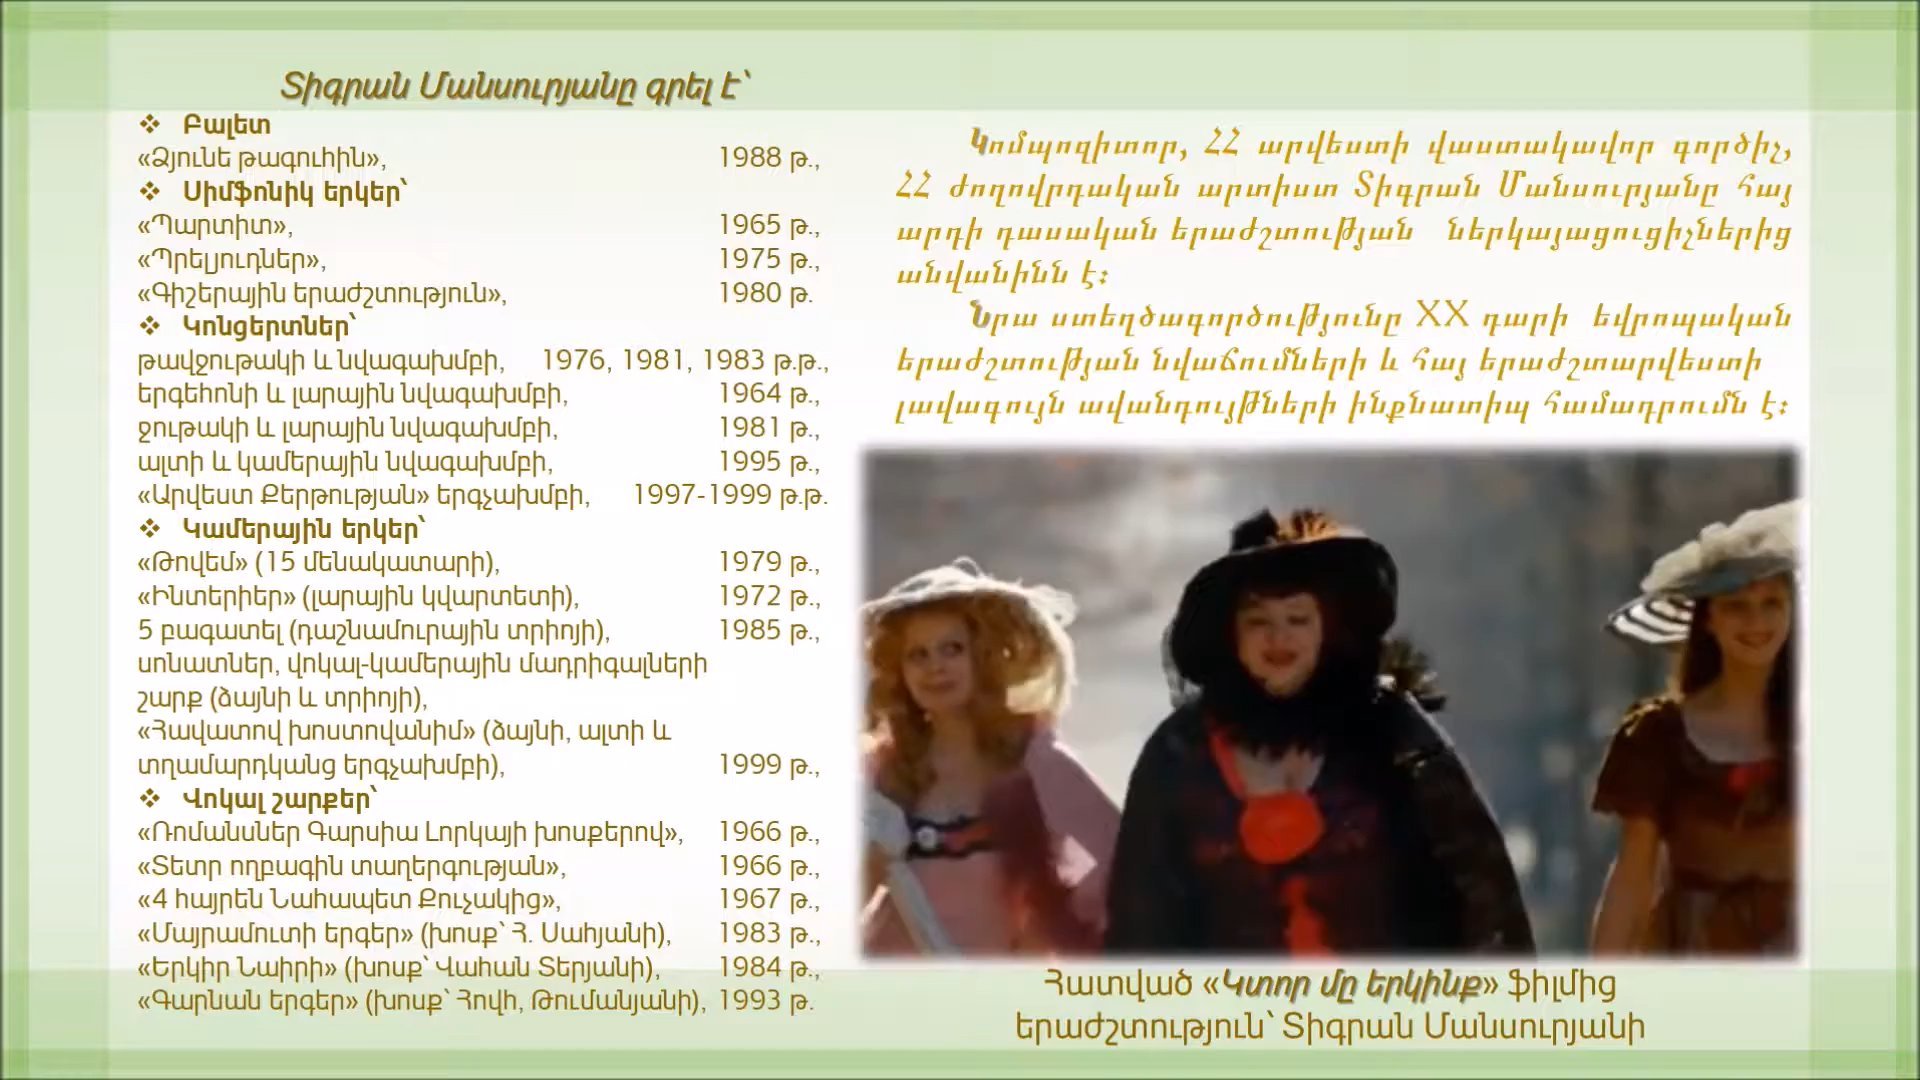 Տիգրան Մանսուրյանը գրել է՝
❖ Բալետ
«Ձյունե թագուհին», 1988 թ.,
❖ Սիմֆոնիկ երկեր՝
«Պարտիտ», 1965 թ.,
«Պրելյուդներ», 1975 թ.,
«Գիշերային երաժշտություն», 1980 թ.
❖ Կոնցերտներ՝
թավջութակի և նվագախմբի, 1976, 1981, 1983 թ.թ.,
երգեհոնի և լարային նվագախմբի, 1964 թ.,
ջութակի և լարային նվագախմբի, 1981 թ.,
ալտի և կամերային նվագախմբի, 1995 թ.,
«Արվեստ Քերթության» երգչախմբի, 1997-1999 թ.թ.
❖ Կամերային երկեր՝
«Թովեմ» (15 մենակատարի), 1979 թ.,
«Ինտերիեր» (լարային կվարտետի), 1972 թ.,
5 բագատել (դաշնամուրային տրիոյի), 1985 թ.,
սոնատներ, վոկալ-կամերային մադրիգալների
շարք (ձայնի և տրիոյի),
«Հավատով խոստովանիմ» (ձայնի, ալտի և
տղամարդկանց երգչախմբի), 1999 թ.,
❖ Վոկալ շարքեր՝
«Ռոմանսներ Գարսիա Լորկայի խոսքերով», 1966 թ.,
«Տետր ողբագին տաղերգության», 1966 թ.,
«4 հայրեն Նահապետ Քուչակից», 1967 թ.,
«Մայրամուտի երգեր» (խոսք՝ Հ. Սահյանի), 1983 թ.,
«Երկիր Նաիրի» (խոսք՝ Վահան Տերյանի), 1984 թ.,
«Գարնան երգեր» (խոսք՝ Հովհ, Թումանյանի), 1993 թ.
Կոմպոզիտոր, ՀՀ արվեստի վաստակավոր գործիչ,
ՀՀ ժողովրդական արտիստ Տիգրան Մանսուրյանը հայ
արդի դասական երաժշտության ներկայացուցիչներից
անվանինն է։
Նրա ստեղծագործությունը XX դարի եվրոպական
երաժշտության նվաճումների և հայ երաժշտարվեստի
լավագույն ավանդույթների ինքնատիպ համադրումն է։
Հատված «Կտոր մը երկինք» ֆիլմից
երաժշտություն՝ Տիգրան Մանսուրյանի